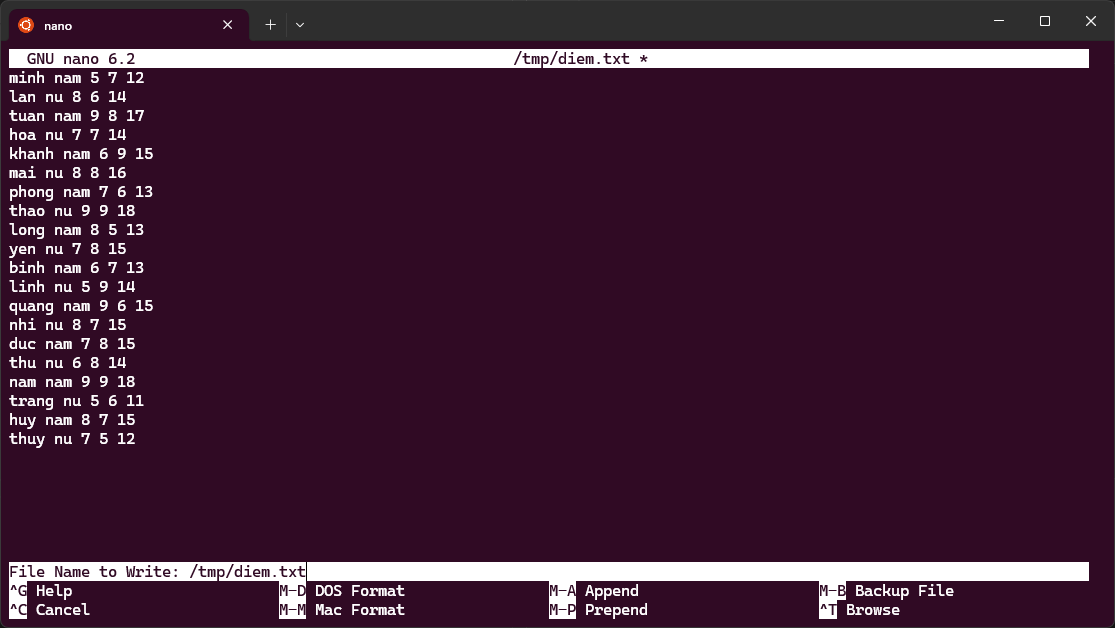 nano
GNU nano 6.2 /tmp/diem.txt *
minh nam 5 7 12
lan nu 8 6 14
tuan nam 9 8 17
hoa nu 7 7 14
khanh nam 6 9 15
mai nu 8 8 16
phong nam 7 6 13
thao nu 9 9 18
long nam 8 5 13
yen nu 7 8 15
binh nam 6 7 13
linh nu 5 9 14
quang nam 9 6 15
nhi nu 8 7 15
duc nam 7 8 15
thu nu 6 8 14
nam nam 9 9 18
trang nu 5 6 11
huy nam 8 7 15
thuy nu 7 5 12
File Name to Write: /tmp/diem.txt
^G Help M-D DOS Format M-A Append M-B Backup File
^C Cancel M-M Mac Format M-P Prepend ^T Browse